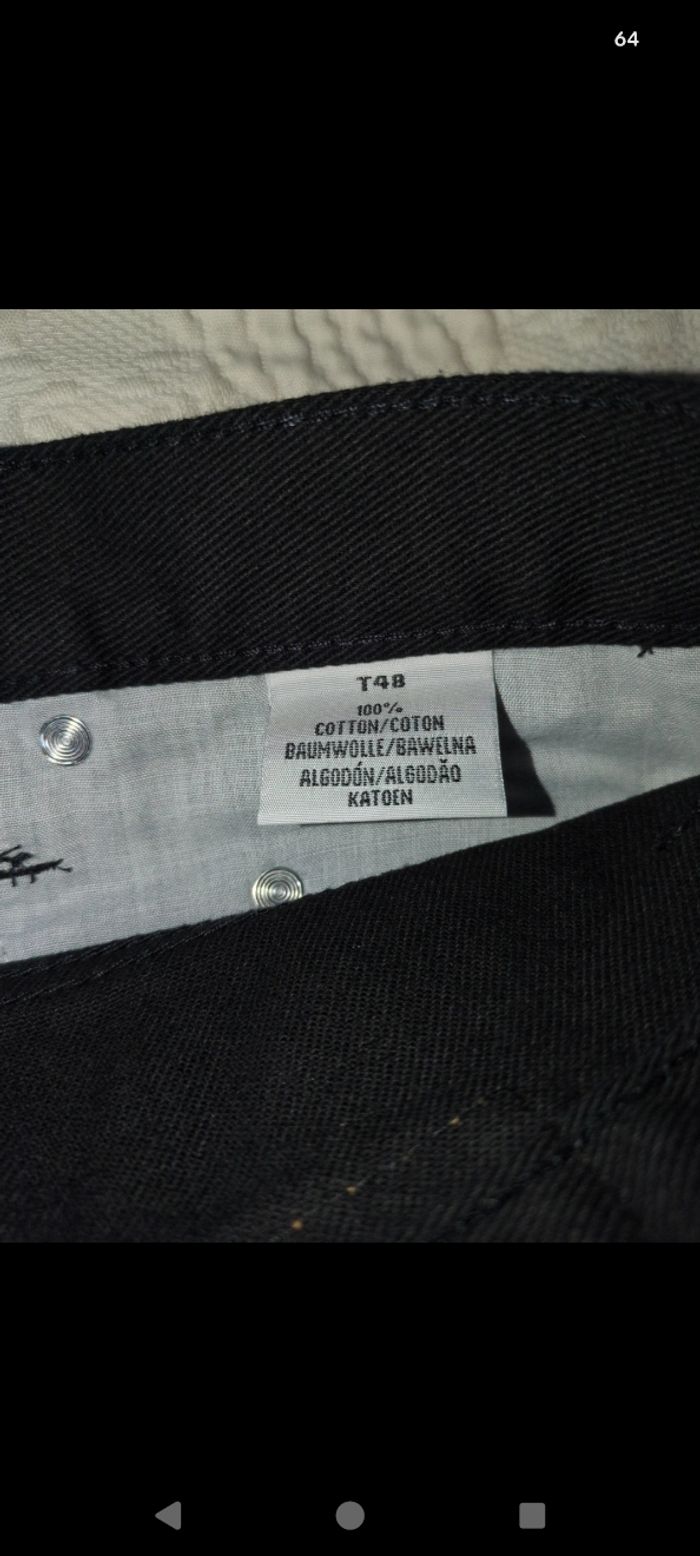 64
T48
100%
COTTON/COTON
BAUMWOLLE/BAWELNA
ALGODÓN/ALGODÃO
KATOEN